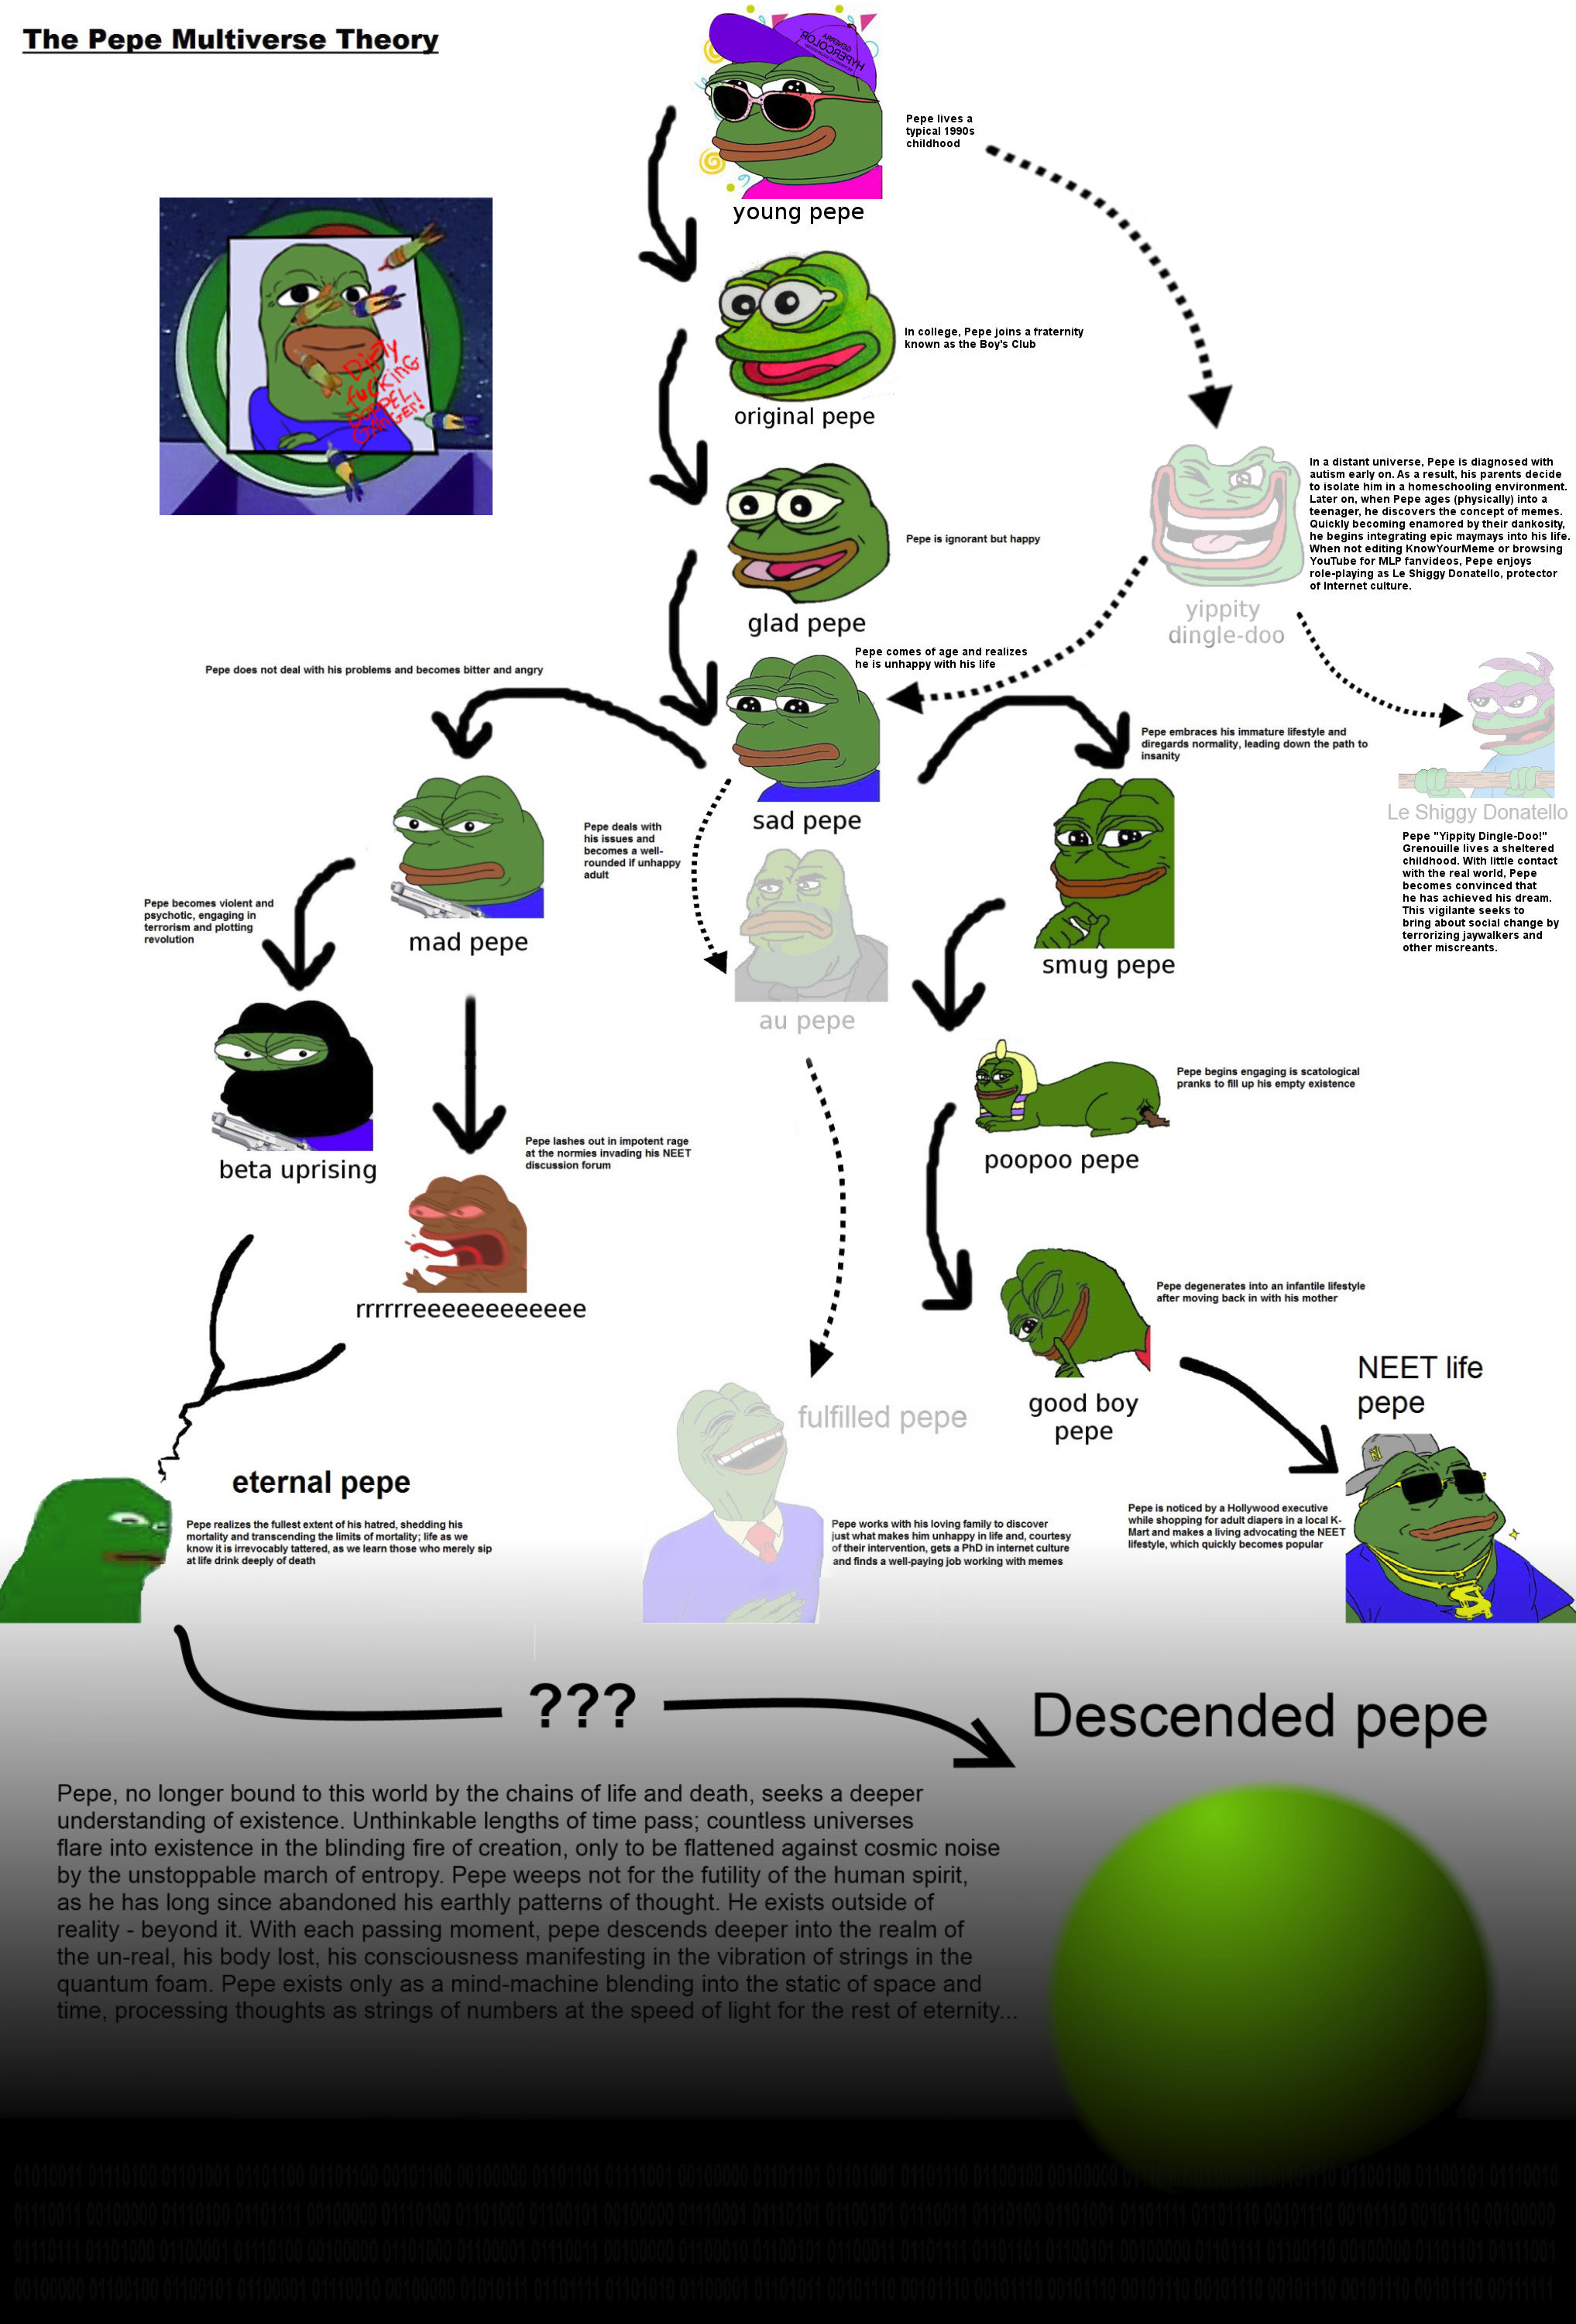 The Pepe Multiverse Theory
GENERRA
HYPERCOLOR
Pepe lives a
typical 1990s
childhood
young pepe
DirTy
fucKing
DOPPEL
GANGER!
In college, Pepe joins a fraternity
known as the Boy's Club
original pepe
Pepe is ignorant but happy
glad pepe
In a distant universe, Pepe is diagnosed with
autism early on. As a result, his parents decide
to isolate him in a homeschooling environment.
Later on, when Pepe ages (physically) into a
teenager, he discovers the concept of memes.
Quickly becoming enamored by their dankosity,
he begins integrating epic maymays into his life.
When not editing KnowYourMeme or browsing
YouTube for MLP fanvideos, Pepe enjoys
role-playing as Le Shiggy Donatello, protector
of Internet culture.
yippity
dingle-doo
Pepe comes of age and realizes
he is unhappy with his life
sad pepe
Pepe does not deal with his problems and becomes bitter and angry
mad pepe
Pepe embraces his immature lifestyle and
diregards normality, leading down the path to
insanity
smug pepe
Le Shiggy Donatello
Pepe "Yippity Dingle-Doo!"
Grenouille lives a sheltered
childhood. With little contact
with the real world, Pepe
becomes convinced that
he has achieved his dream.
This vigilante seeks to
bring about social change by
terrorizing jaywalkers and
other miscreants.
Pepe deals with
his issues and
becomes a well-
rounded if unhappy
adult
au pepe
Pepe becomes violent and
psychotic, engaging in
terrorism and plotting
revolution
beta uprising
Pepe lashes out in impotent rage
at the normies invading his NEET
discussion forum
rrrrrreeeeeeeeeeee
Pepe begins engaging is scatological
pranks to fill up his empty existence
poopoo pepe
Pepe degenerates into an infantile lifestyle
after moving back in with his mother
good boy
pepe
NEET life
pepe
Pepe is noticed by a Hollywood executive
while shopping for adult diapers in a local K-
Mart and makes a living advocating the NEET
lifestyle, which quickly becomes popular
fulfilled pepe
Pepe works with his loving family to discover
just what makes him unhappy in life and, courtesy
of their intervention, gets a PhD in internet culture
and finds a well-paying job working with memes
eternal pepe
Pepe realizes the fullest extent of his hatred, shedding his
mortality and transcending the limits of mortality; life as we
know it is irrevocably tattered, as we learn those who merely sip
at life drink deeply of death
???
Descended pepe
Pepe, no longer bound to this world by the chains of life and death, seeks a deeper
understanding of existence. Unthinkable lengths of time pass; countless universes
flare into existence in the blinding fire of creation, only to be flattened against cosmic noise
by the unstoppable march of entropy. Pepe weeps not for the futility of the human spirit,
as he has long since abandoned his earthly patterns of thought. He exists outside of
reality - beyond it. With each passing moment, pepe descends deeper into the realm of
the un-real, his body lost, his consciousness manifesting in the vibration of strings in the
quantum foam. Pepe exists only as a mind-machine blending into the static of space and
time, processing thoughts as strings of numbers at the speed of light for the rest of eternity...